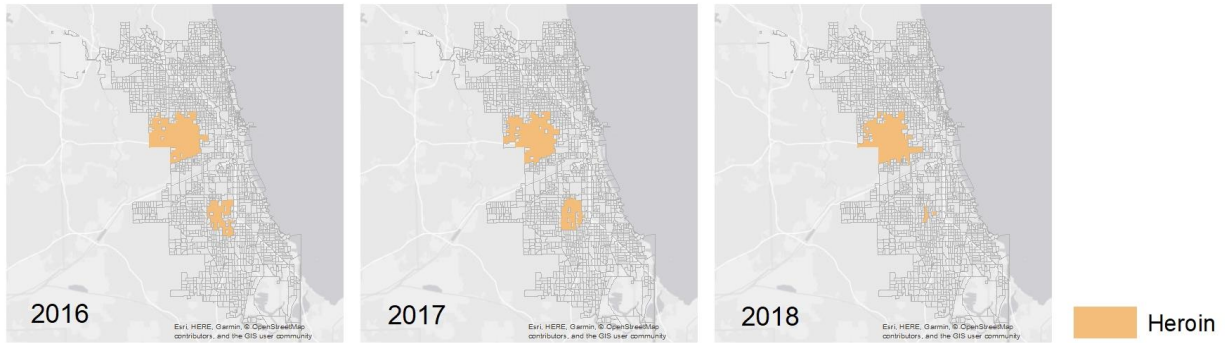 2016
Esri, HERE, Garmin, © OpenStreetMap
contributors, and the GIS user community
2017
Esri, HERE, Garmin, © OpenStreetMap
contributors, and the GIS user community
2018
Esri, HERE, Garmin, © OpenStreetMap
contributors, and the GIS user community
Heroin